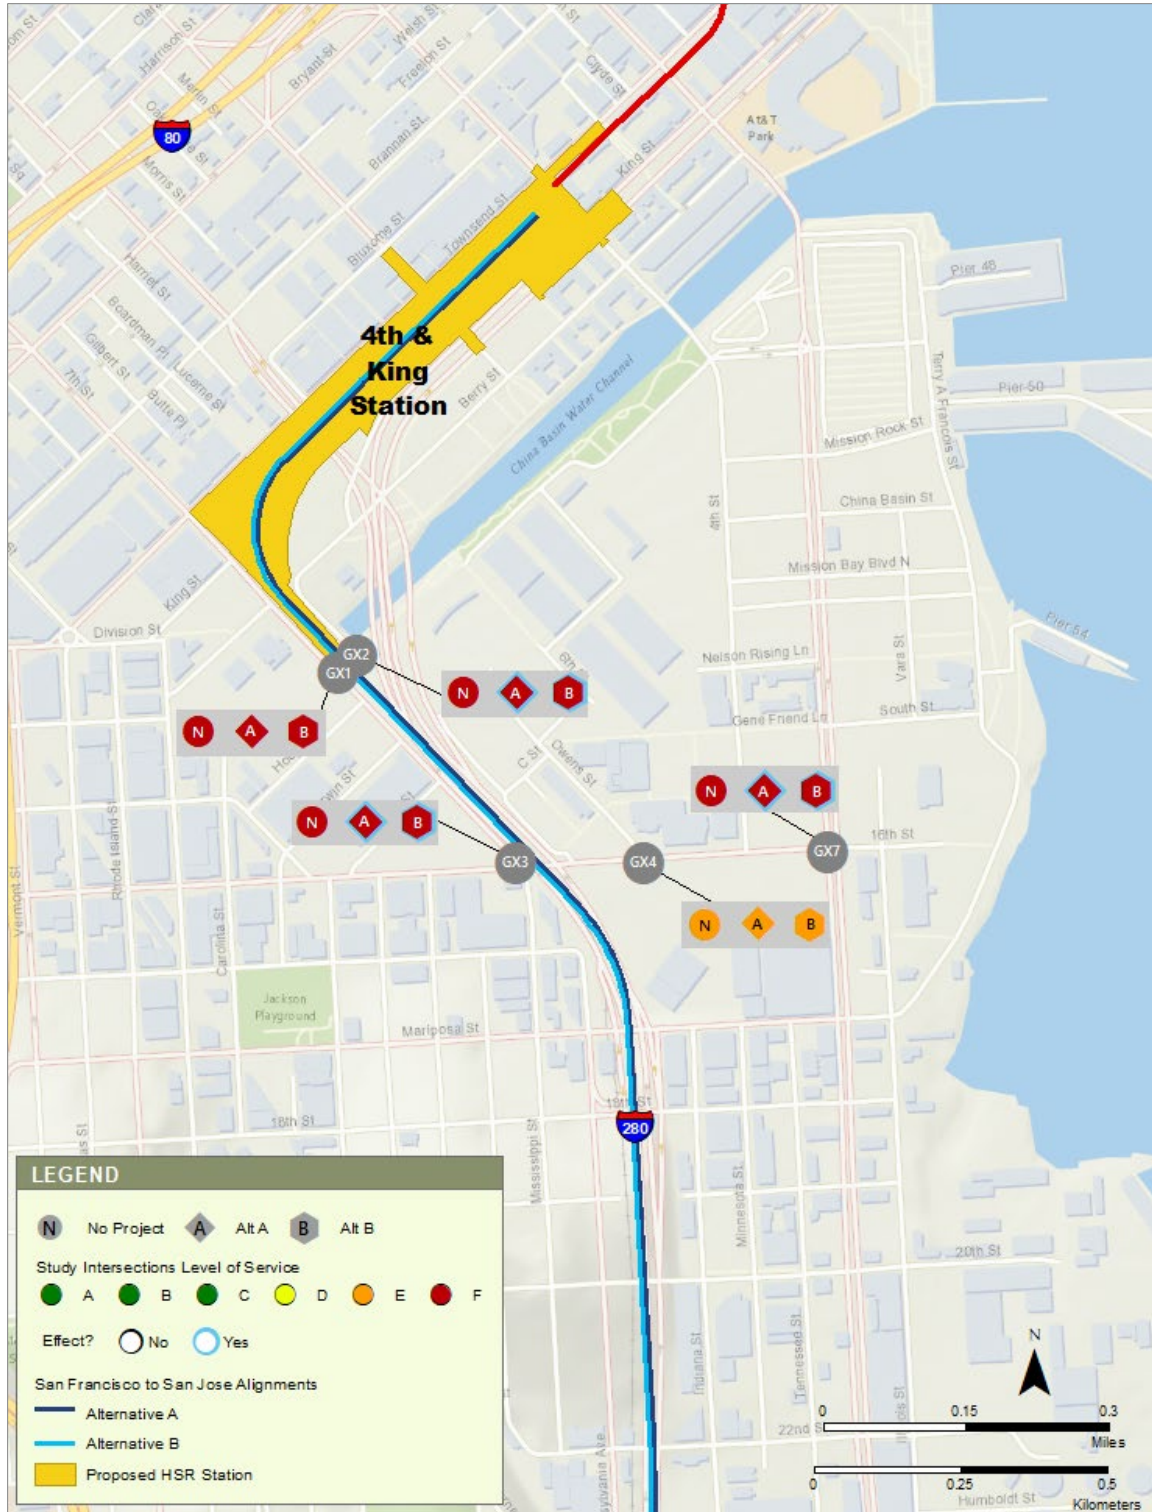 Harrison St
Merlin St
Morris St
80
Bryant St
Welsh St
Freelon St
Clyde St
Brannan St
King St
AT&T
Park
Bluxome St
Townsend St
Harriet St
Boardman Pl
Gilbert St
Lucerne St
Butte Pl
7th St
4th &
King
Station
Berry St
China Basin Water Channel
Pier 48
Pier 50
Terry A Francois St
Mission Rock St
4th St
China Basin St
Mission Bay Blvd N
Pier 54
King St
Division St
GX2
GX1
N A B
N A B
Nelson Rising Ln
Vara St
Gene Friend Ln
South St
C St
Owens St
N A B
N A B
GX3
GX4
GX7
16th St
N A B
Vermont St
Rhode Island St
Carolina St
Jackson
Playground
Mariposa St
18th St
18th St
280
Mississippi St
Minnesota St
20th St
Indiana St
Tennessee St
22nd St
Humboldt St
LEGEND
N No Project A Alt A B Alt B
Study Intersections Level of Service
A B C D E F
Effect? No Yes
San Francisco to San Jose Alignments
Alternative A
Alternative B
Proposed HSR Station
N
0 0.15 0.3
Miles
0 0.25 0.5
Kilometers